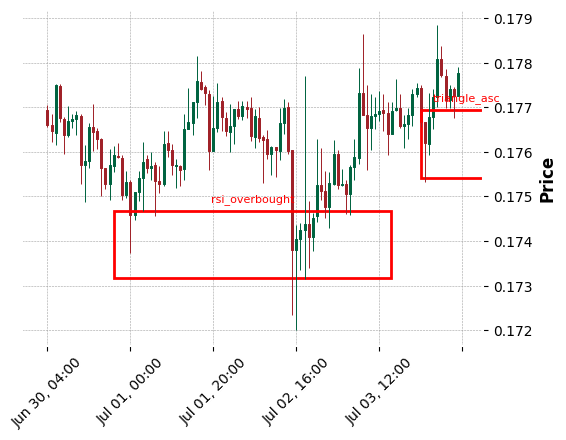 0.179
0.178
0.177
0.176
0.175
0.174
0.173
0.172
Price
triangle_asc
rsi_overbought
Jun 30, 04:00
Jul 01, 00:00
Jul 01, 20:00
Jul 02, 16:00
Jul 03, 12:00